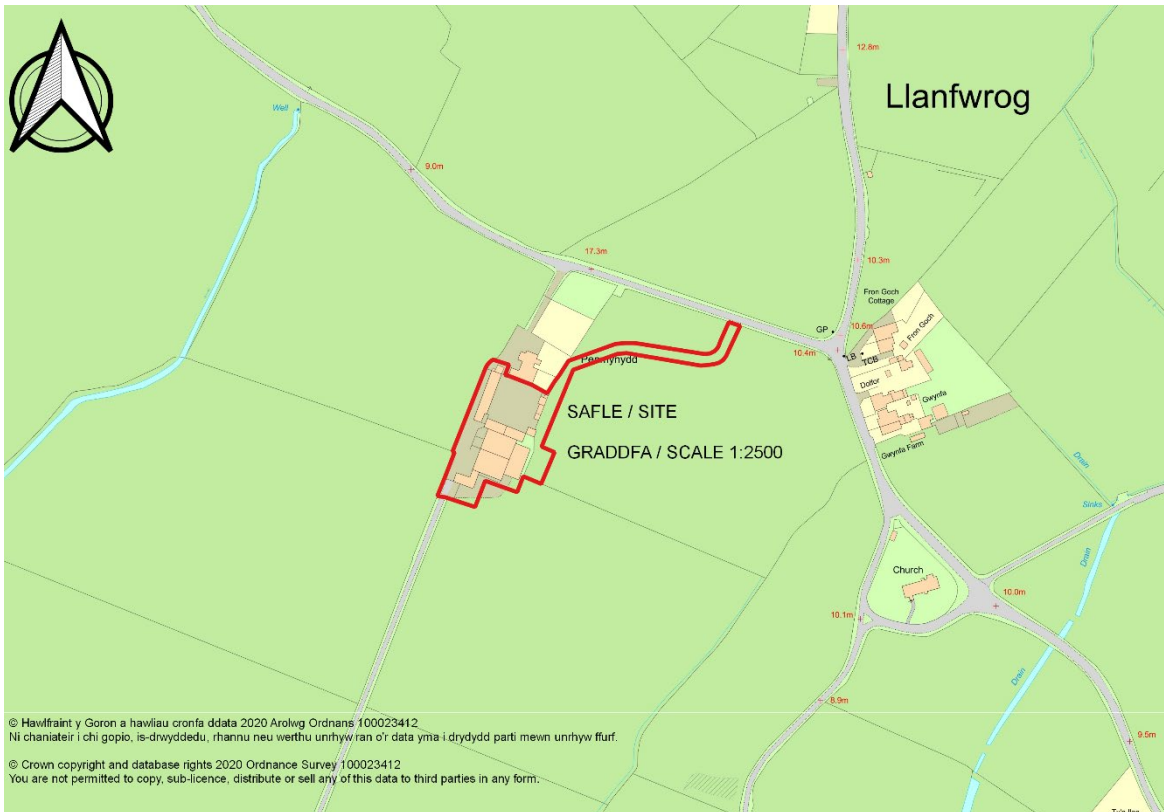 12.8m
Llanfwrog
Well
9.0m
17.3m
10.3m
Fron Goch
Cottage
GP
10.6m
Fron Goch
10.4m
LB
TCB
Penrhyhydd
Dolfor
Gwynfa
SAFLE / SITE
GRADDFA / SCALE 1:2500
Gwynfa Farm
Drain
Sinks
Drain
Church
10.0m
10.1m
Drain
8.9m
9.5m
© Hawlfraint y Goron a hawliau cronfa ddata 2020 Arolwg Ordnans 100023412
Ni chaniateir i chi gopio, is-drwyddedu, rhannu neu werthu unrhyw ran o'r data yma i drydydd parti mewn unrhyw ffurf.
© Crown copyright and database rights 2020 Ordnance Survey 100023412
You are not permitted to copy, sub-licence, distribute or sell any of this data to third parties in any form.